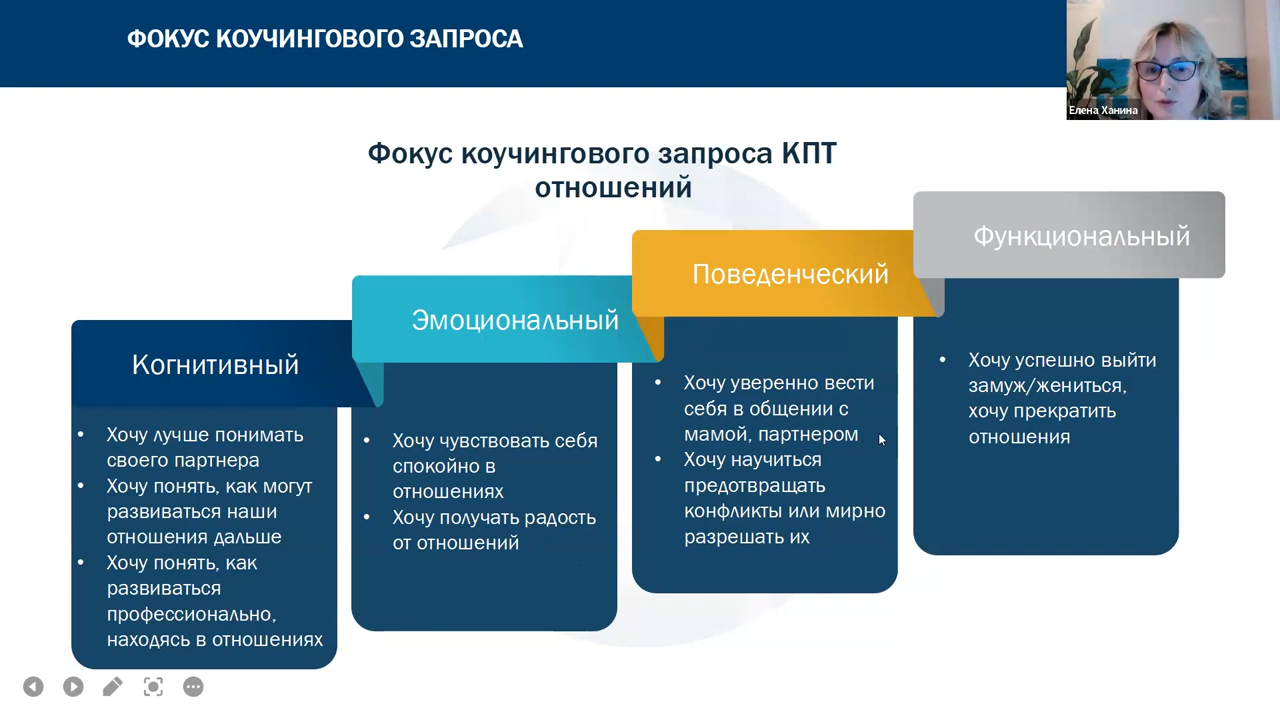 ФОКУС КОУЧИНГОВОГО ЗАПРОСА
Елена Ханина
Фокус коучингового запроса КПТ
отношений
Когнитивный
• Хочу лучше понимать
своего партнера
• Хочу понять, как могут
развиваться наши
отношения дальше
• Хочу понять, как
развиваться
профессионально,
находясь в отношениях
Эмоциональный
• Хочу чувствовать себя
спокойно в
отношениях
• Хочу получать радость
от отношений
Поведенческий
• Хочу уверенно вести
себя в общении с
мамой, партнером
• Хочу научиться
предотвращать
конфликты или мирно
разрешать их
Функциональный
• Хочу успешно выйти
замуж/жениться,
хочу прекратить
отношения